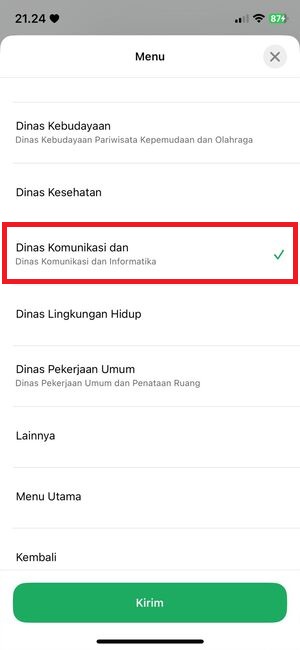 21.24
87
Menu
Dinas Kebudayaan
Dinas Kebudayaan Pariwisata Kepemudaan dan Olahraga
Dinas Kesehatan
Dinas Komunikasi dan
Dinas Komunikasi dan Informatika
Dinas Lingkungan Hidup
Dinas Pekerjaan Umum
Dinas Pekerjaan Umum dan Penataan Ruang
Lainnya
Menu Utama
Kembali
Kirim